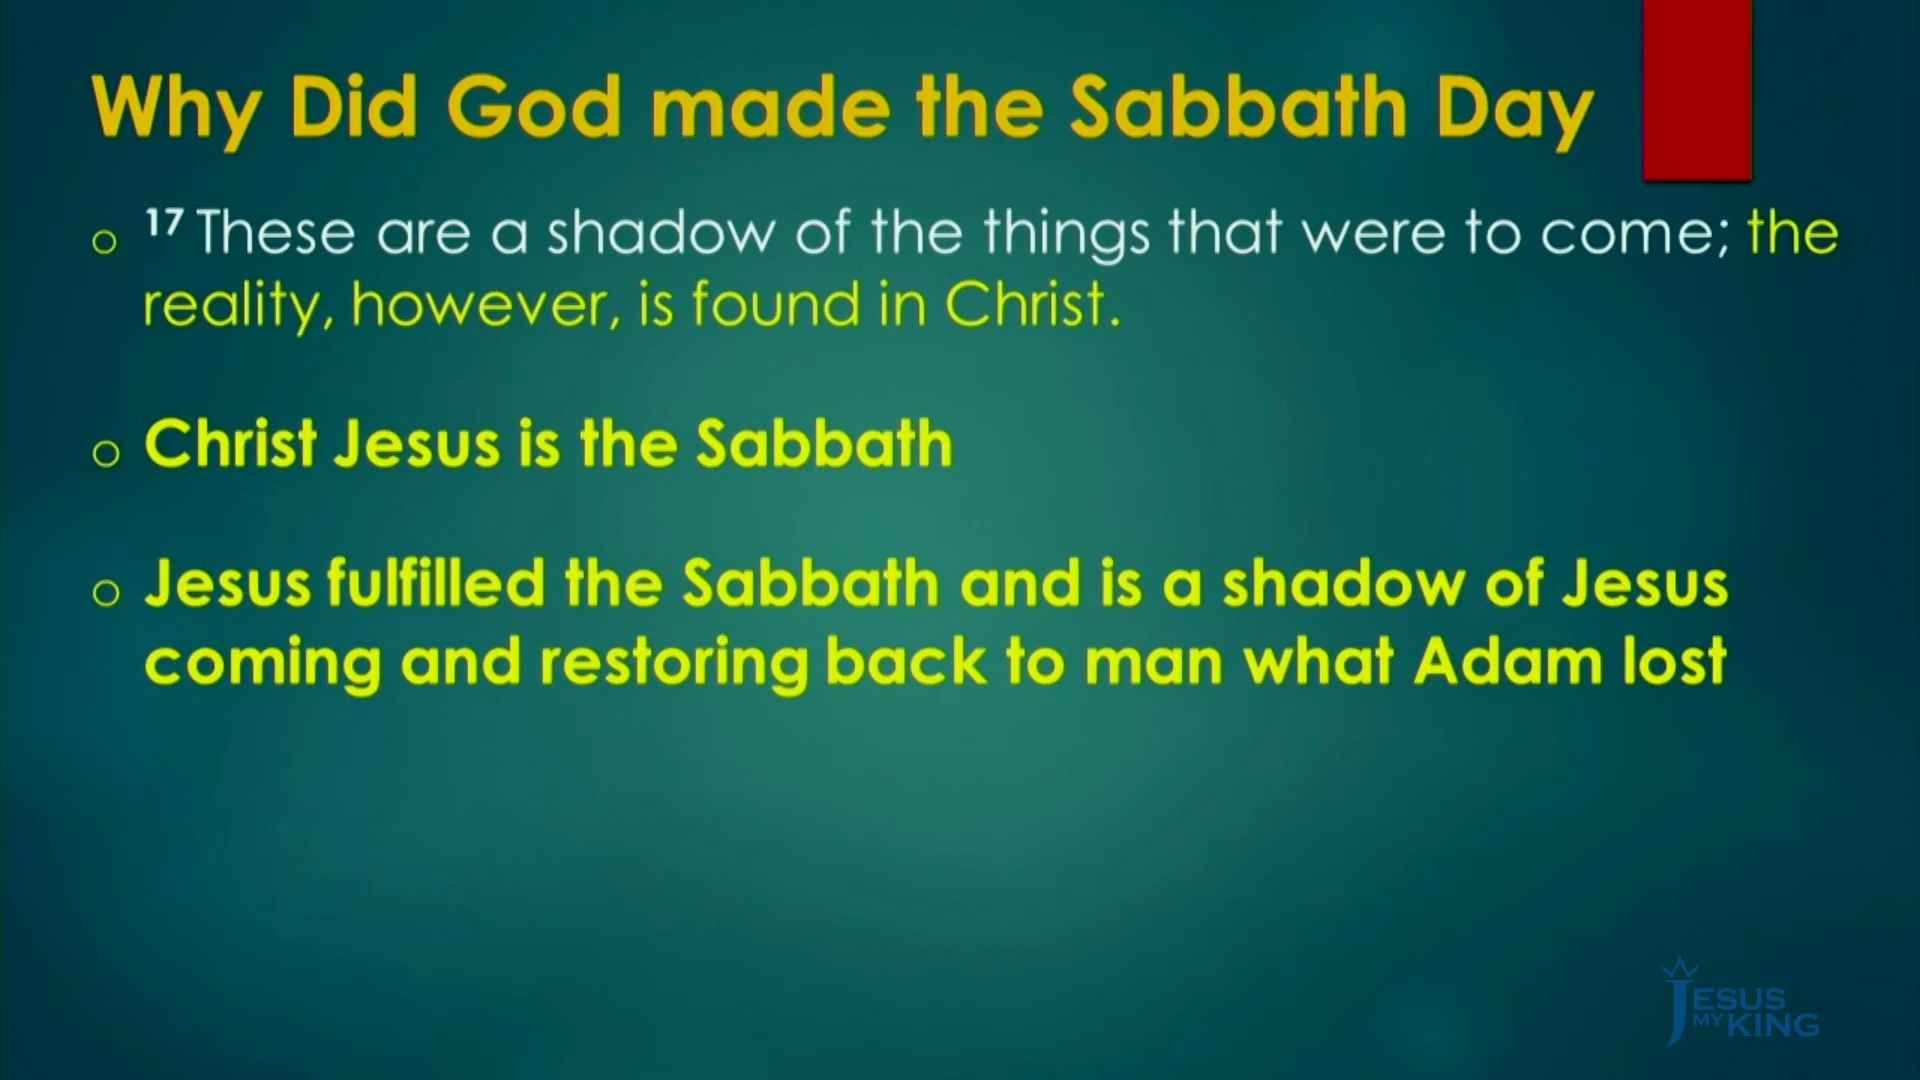 Why Did God made the Sabbath Day
o 17 These are a shadow of the things that were to come; the
reality, however, is found in Christ.
o Christ Jesus is the Sabbath
o Jesus fulfilled the Sabbath and is a shadow of Jesus
coming and restoring back to man what Adam lost
JESUS
MY KING